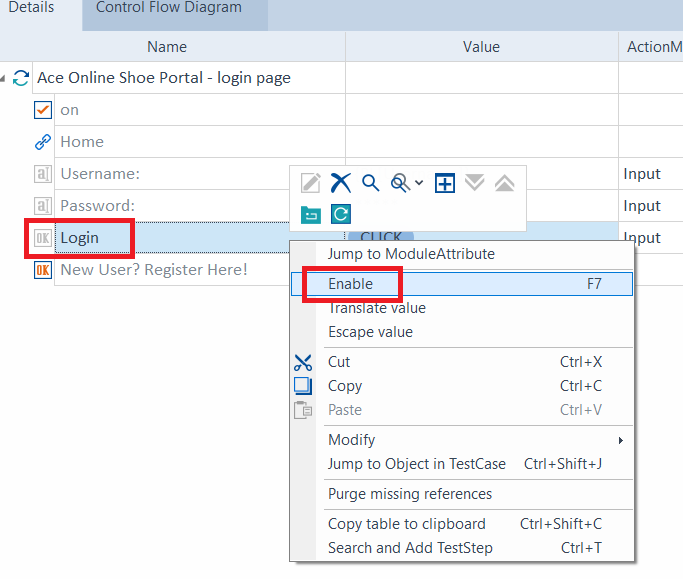 Details Control Flow Diagram
Name Value ActionM
Ace Online Shoe Portal - login page
on
Home
Username: Input
Password: Input
OK Login CLICK Input
OK New User? Register Here!
Jump to ModuleAttribute
Enable F7
Translate value
Escape value
Cut Ctrl+X
Copy Ctrl+C
Paste Ctrl+V
Modify
Jump to Object in TestCase Ctrl+Shift+J
Purge missing references
Copy table to clipboard Ctrl+Shift+C
Search and Add TestStep Ctrl+T